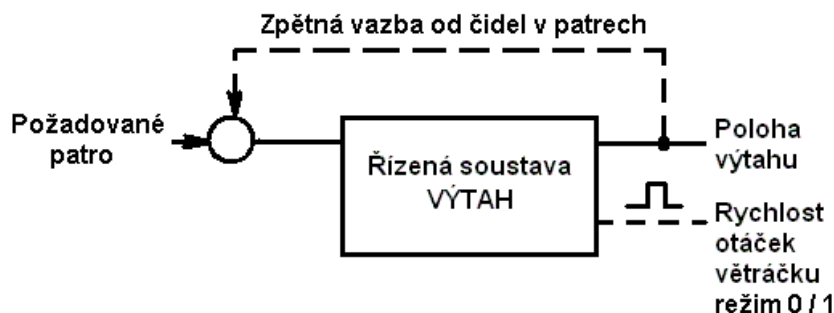 Zpětná vazba od čidel v patrech
Požadované
patro
Řízená soustava
VÝTAH
Poloha
výtahu
Rychlost
otáček
větráčku
režim 0 / 1